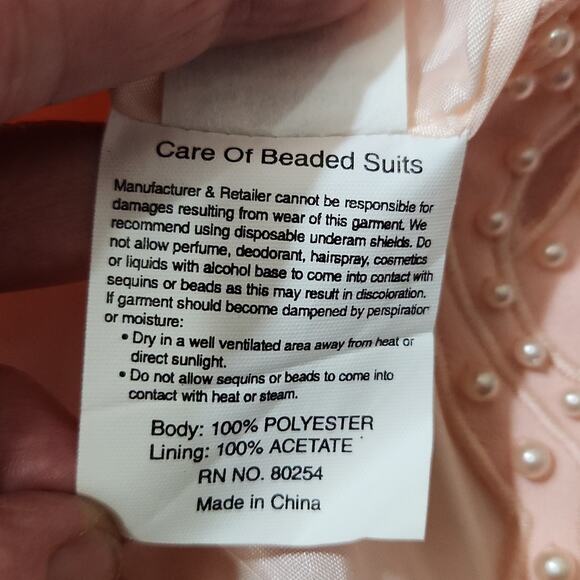 Care Of Beaded Suits
Manufacturer & Retailer cannot be responsible for
damages resulting from wear of this garment. We
recommend using disposable underam shields. Do
not allow perfume, deodorant, hairspray, cosmetics
or liquids with alcohol base to come into contact with
sequins or beads as this may result in discoloration.
If garment should become dampened by perspiration
or moisture:
• Dry in a well ventilated area away from heat or
direct sunlight.
• Do not allow sequins or beads to come into
contact with heat or steam.
Body: 100% POLYESTER
Lining: 100% ACETATE
RN NO. 80254
Made in China